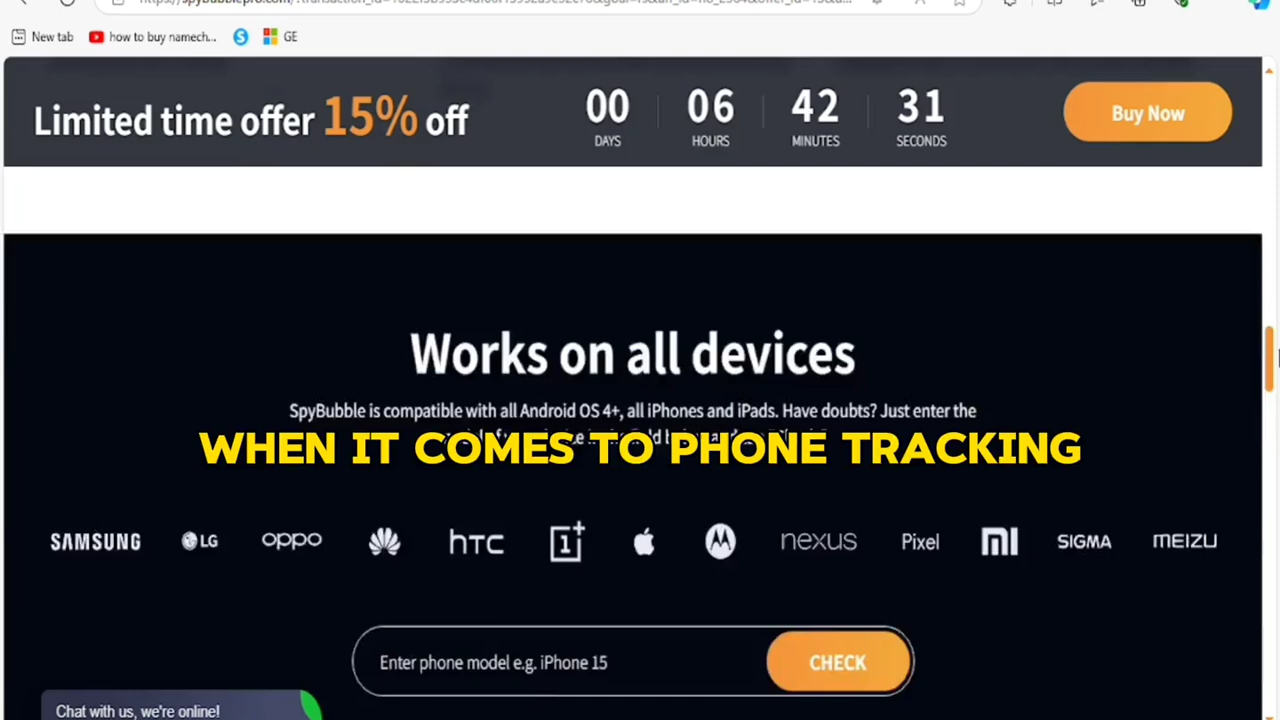 New tab
how to buy namech...
GE
Limited time offer 15% off
00 06 42 31
DAYS HOURS MINUTES SECONDS
Buy Now
Works on all devices
SpyBubble is compatible with all Android OS 4+, all iPhones and iPads. Have doubts? Just enter the
WHEN IT COMES TO PHONE TRACKING
SAMSUNG LG oppo hTC 1+ nexus Pixel MI SIGMA MEIZU
Enter phone model e.g. iPhone 15
CHECK
Chat with us, we're online!